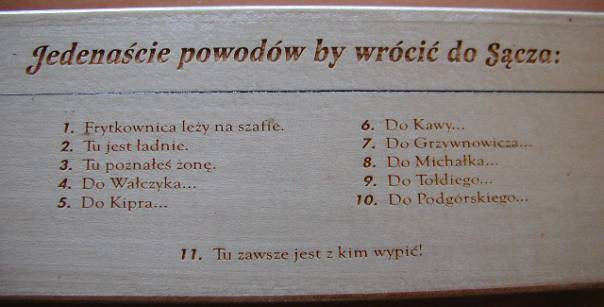 Jedenaście powodów by wrócić do Sącza:
1. Frytkownica leży na szafie.
2. Tu jest ładnie.
3. Tu poznałeś żonę.
4. Do Wałczyka...
5. Do Kipra...
6. Do Kawy...
7. Do Grzywnowicza...
8. Do Michałka...
9. Do Tołdiego...
10. Do Podgórskiego...
11. Tu zawsze jest z kim wypić!